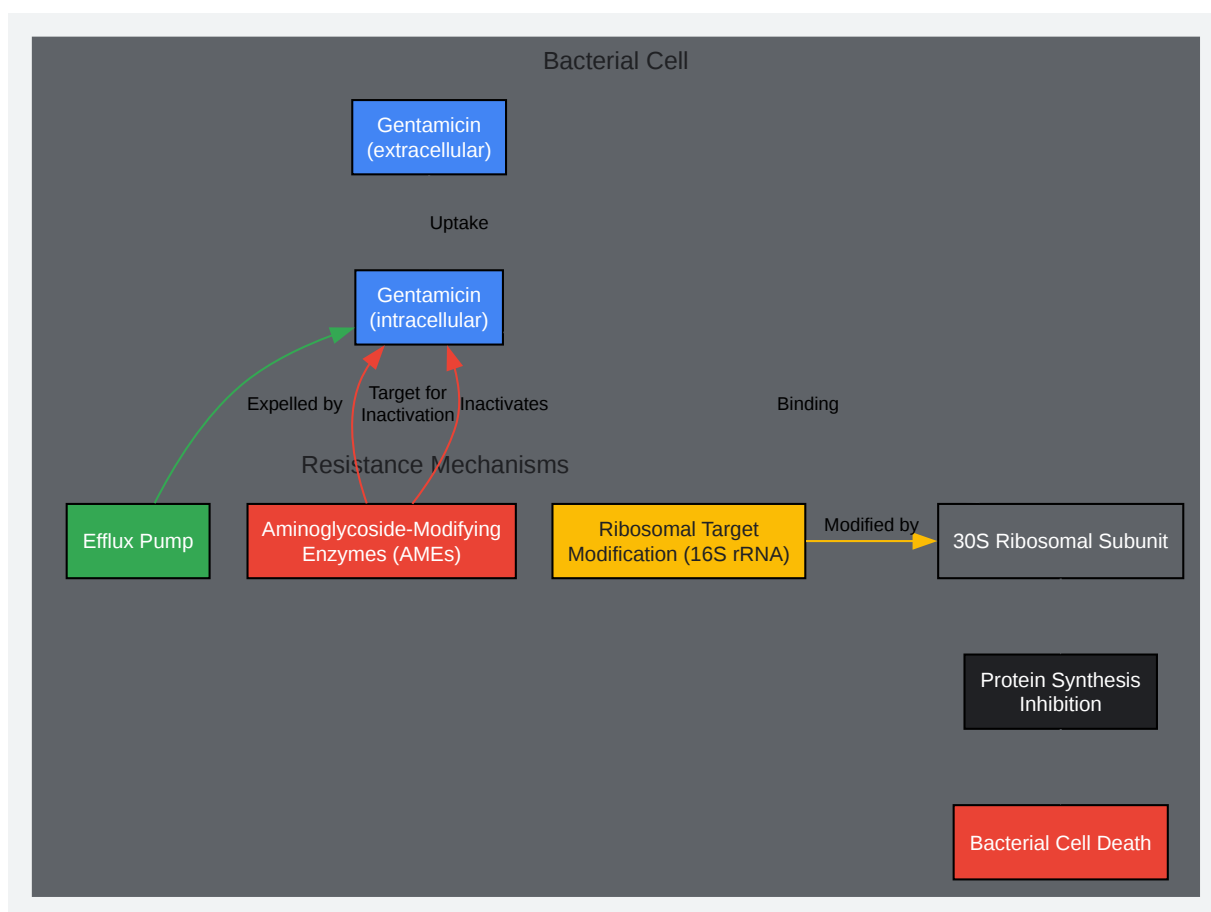 Bacterial Cell
Gentamicin
(extracellular)
Uptake
Gentamicin
(intracellular)
Expelled by
Target for
Inactivation
Inactivates
Binding
Resistance Mechanisms
Efflux Pump
Aminoglycoside-Modifying
Enzymes (AMEs)
Ribosomal Target
Modification (16S rRNA)
Modified by
30S Ribosomal Subunit
Protein Synthesis
Inhibition
Bacterial Cell Death